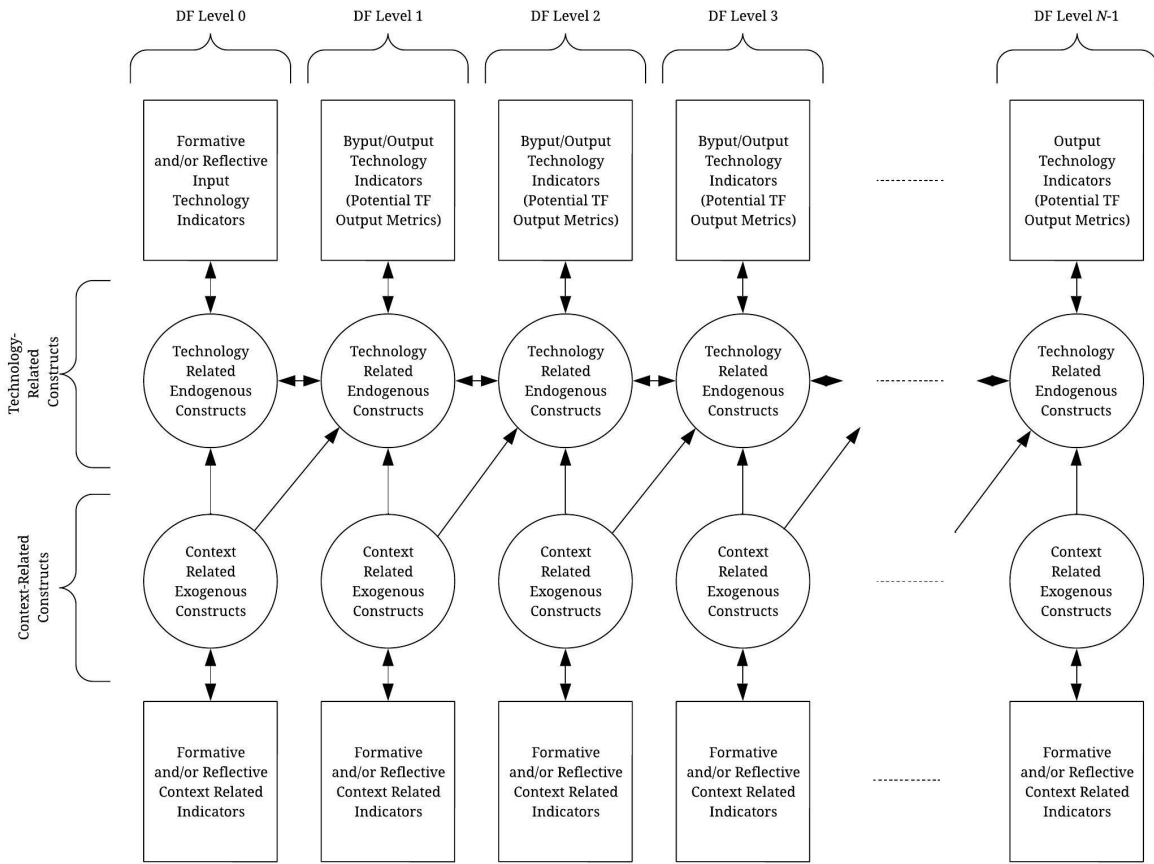 DF Level 0
DF Level 1
DF Level 2
DF Level 3
DF Level N-1
Formative
and/or Reflective
Input
Technology
Indicators
Byput/Output
Technology
Indicators
(Potential TF
Output Metrics)
Byput/Output
Technology
Indicators
(Potential TF
Output Metrics)
Byput/Output
Technology
Indicators
(Potential TF
Output Metrics)
Output
Technology
Indicators
(Potential TF
Output Metrics)
Technology-
Related
Constructs
Technology
Related
Endogenous
Constructs
Technology
Related
Endogenous
Constructs
Technology
Related
Endogenous
Constructs
Technology
Related
Endogenous
Constructs
Technology
Related
Endogenous
Constructs
Context-Related
Constructs
Context
Related
Exogenous
Constructs
Context
Related
Exogenous
Constructs
Context
Related
Exogenous
Constructs
Context
Related
Exogenous
Constructs
Context
Related
Exogenous
Constructs
Formative
and/or Reflective
Context Related
Indicators
Formative
and/or Reflective
Context Related
Indicators
Formative
and/or Reflective
Context Related
Indicators
Formative
and/or Reflective
Context Related
Indicators
Formative
and/or Reflective
Context Related
Indicators